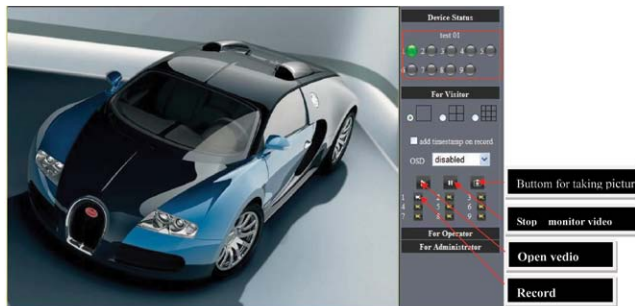 Device Status
test 01
1 2 3 4 5
6 7 8 9
For Visitor
add timestamp on record
OSD disabled
1 2 3
4 5 6
7 8 9
For Operator
For Administrator
Buttom for taking pictur
Stop monitor video
Open vedio
Record